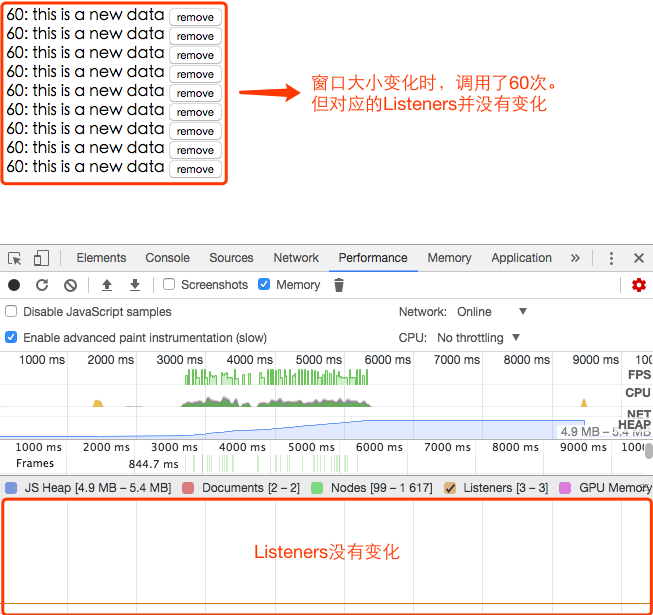 60: this is a new data remove
60: this is a new data remove
60: this is a new data remove
60: this is a new data remove
60: this is a new data remove
60: this is a new data remove
60: this is a new data remove
60: this is a new data remove
60: this is a new data remove
窗口大小变化时，调用了60次。
但对应的Listeners并没有变化
Elements Console Sources Network Performance Memory Application »
Screenshots Memory
Disable JavaScript samples Network: Online
Enable advanced paint instrumentation (slow) CPU: No throttling
1000 ms 2000 ms 3000 ms 4000 ms 5000 ms 6000 ms 7000 ms 8000 ms 9000 ms 100
FPS
CPU
NET
HEAP
4.9 MB – 5.4 MB
1000 ms 2000 ms 3000 ms 4000 ms 5000 ms 6000 ms 7000 ms 8000 ms 9000 ms 100
Frames 844.7 ms
JS Heap [4.9 MB – 5.4 MB] Documents [2 – 2] Nodes [99 – 1 617] Listeners [3 – 3] GPU Memory
Listeners没有变化